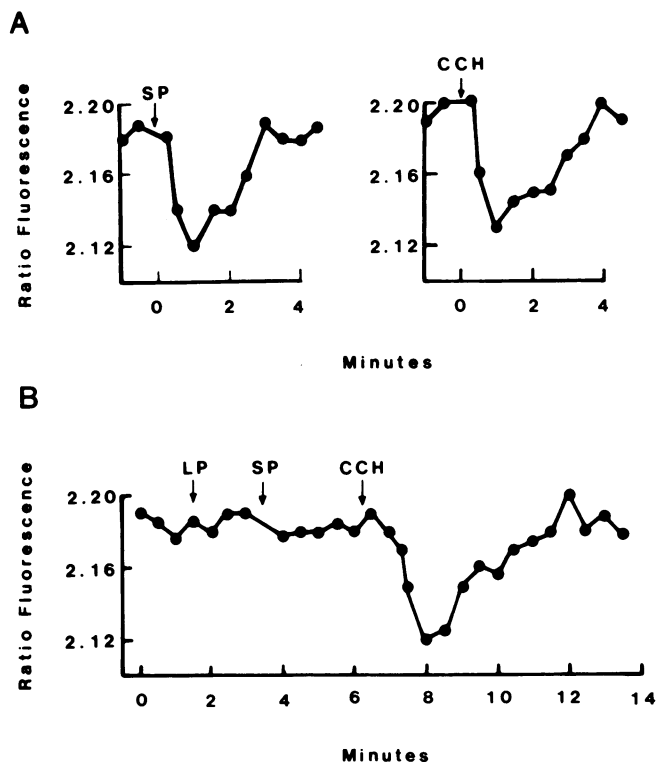 A
SP
CCH
Ratio Fluorescence
2.20
2.16
2.12
0 2 4
2.20
2.16
2.12
0 2 4
Minutes
B
LP SP CCH
Ratio Fluorescence
2.20
2.16
2.12
0 2 4 6 8 10 12 14
Minutes